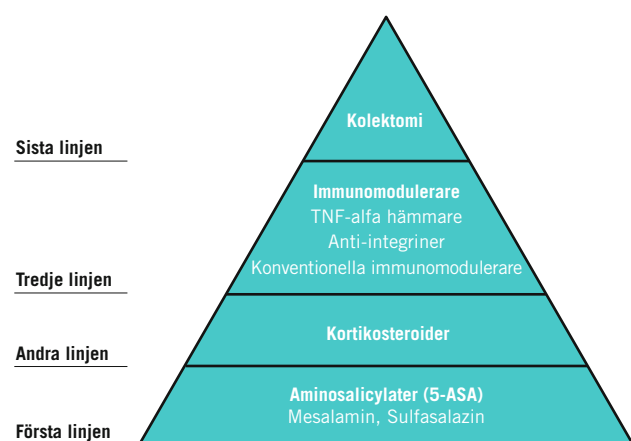 Kolektomi
Sista linjen
Immunomodulerare
TNF-alfa hämmare
Anti-integriner
Konventionella immunomodulerare
Tredje linjen
Kortikosteroider
Andra linjen
Aminosalicylater (5-ASA)
Mesalamin, Sulfasalazin
Första linjen